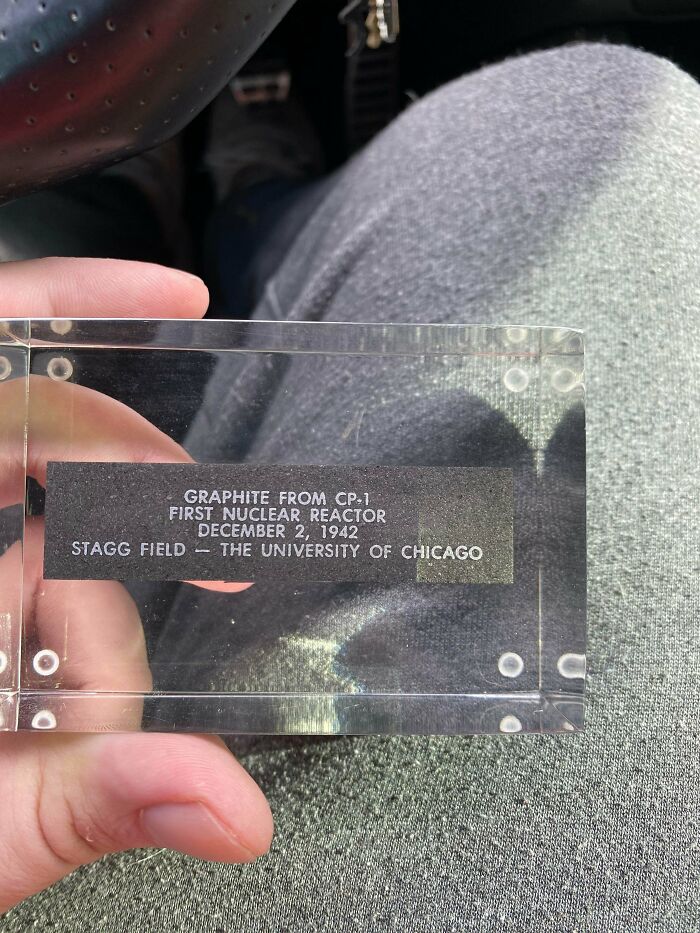 GRAPHITE FROM CP-1
FIRST NUCLEAR REACTOR
DECEMBER 2, 1942
STAGG FIELD — THE UNIVERSITY OF CHICAGO